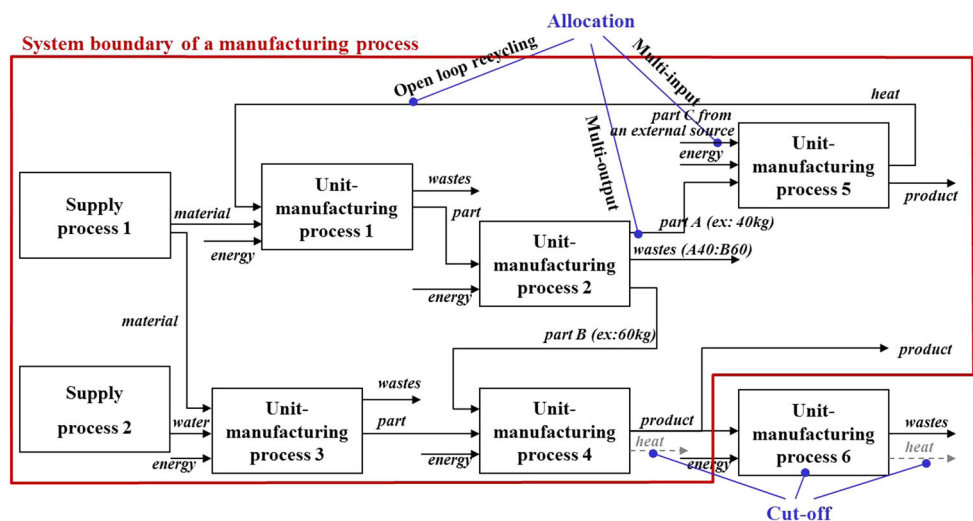 Allocation
System boundary of a manufacturing process
Open loop recycling
Multi-input
Multi-output
heat
part C from
an external source
energy
Unit-
manufacturing
process 5
product
Supply
process 1
material
energy
Unit-
manufacturing
process 1
wastes
part
part A (ex: 40kg)
wastes (A40:B60)
Unit-
manufacturing
process 2
energy
material
part B (ex:60kg)
product
Supply
process 2
water
energy
Unit-
manufacturing
process 3
wastes
part
energy
Unit-
manufacturing
process 4
product
heat
energy
Unit-
manufacturing
process 6
wastes
heat
Cut-off